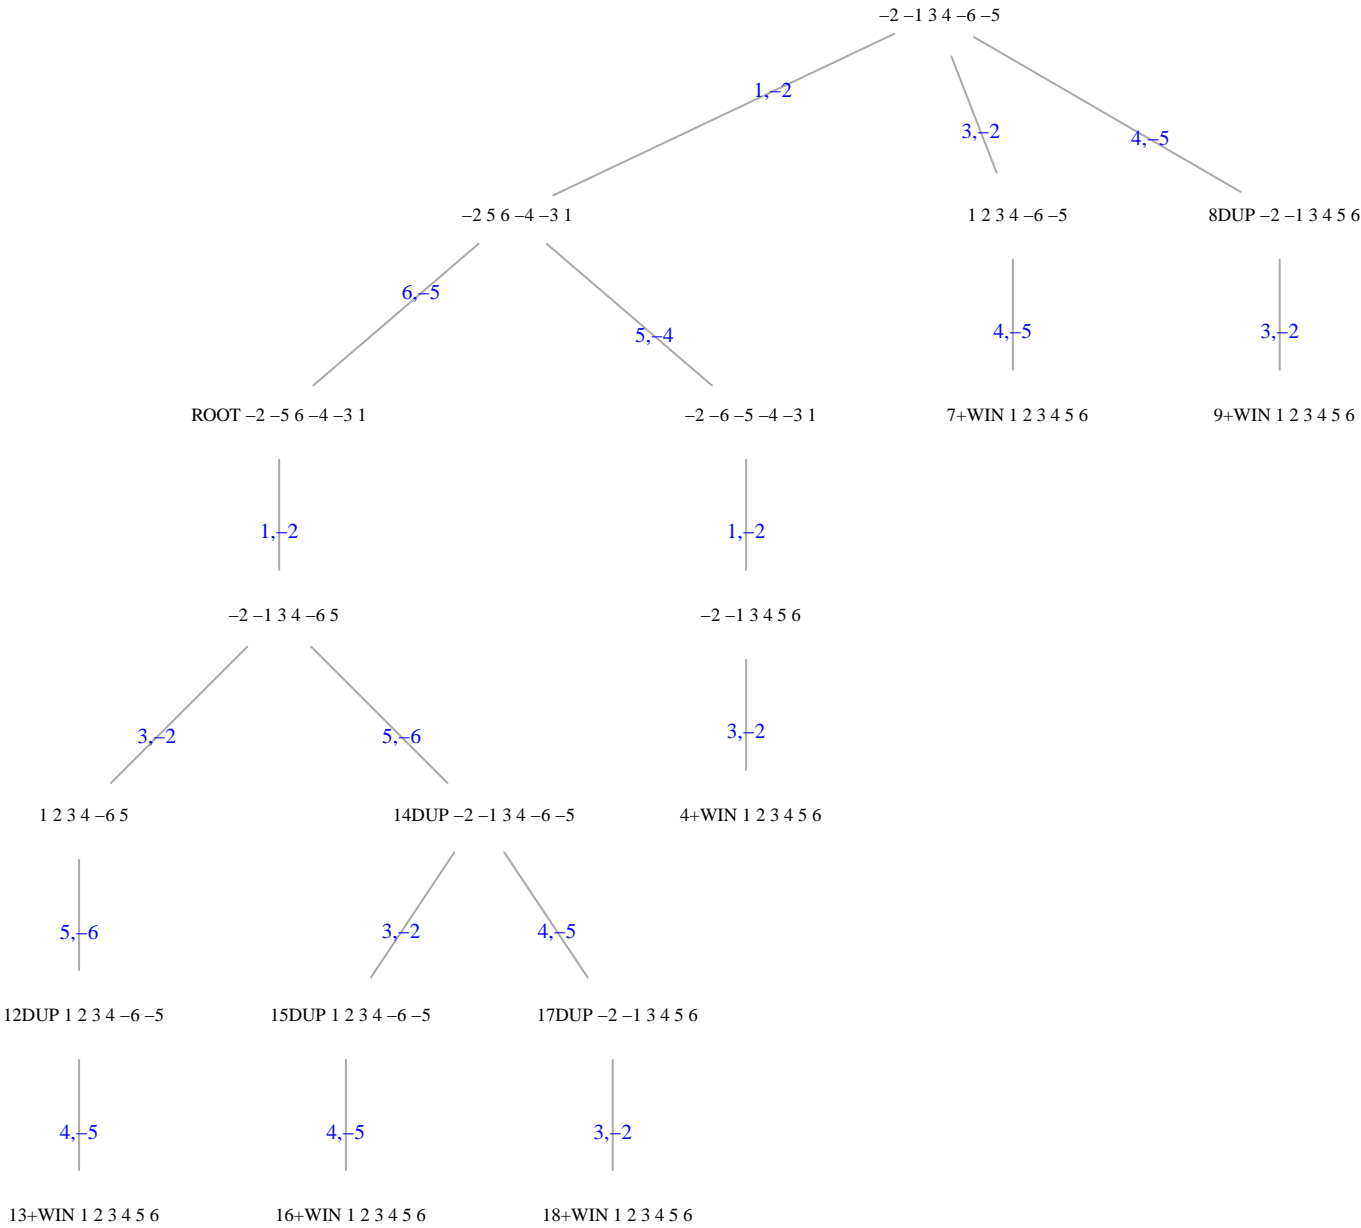 −2 −1 3 4 −6 −5
1,−2
3,−2
4,−5
−2 5 6 −4 −3 1
1 2 3 4 −6 −5
8DUP −2 −1 3 4 5 6
6,−5
5,−4
4,−5
3,−2
ROOT −2 −5 6 −4 −3 1
−2 −6 −5 −4 −3 1
7+WIN 1 2 3 4 5 6
9+WIN 1 2 3 4 5 6
1,−2
1,−2
−2 −1 3 4 −6 5
−2 −1 3 4 5 6
3,−2
5,−6
3,−2
1 2 3 4 −6 5
14DUP −2 −1 3 4 −6 −5
4+WIN 1 2 3 4 5 6
5,−6
3,−2
4,−5
12DUP 1 2 3 4 −6 −5
15DUP 1 2 3 4 −6 −5
17DUP −2 −1 3 4 5 6
4,−5
4,−5
3,−2
13+WIN 1 2 3 4 5 6
16+WIN 1 2 3 4 5 6
18+WIN 1 2 3 4 5 6